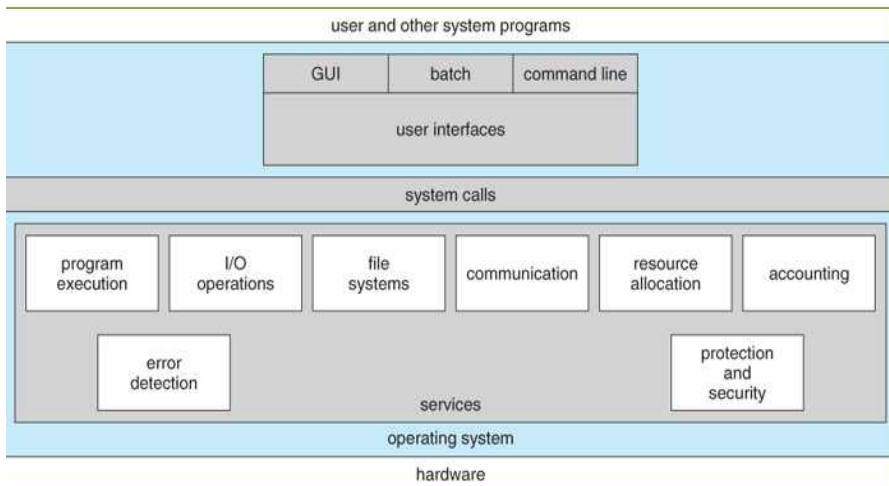 user and other system programs
GUI
batch
command line
user interfaces
system calls
program
execution
I/O
operations
file
systems
communication
resource
allocation
accounting
error
detection
protection
and
security
services
operating system
hardware